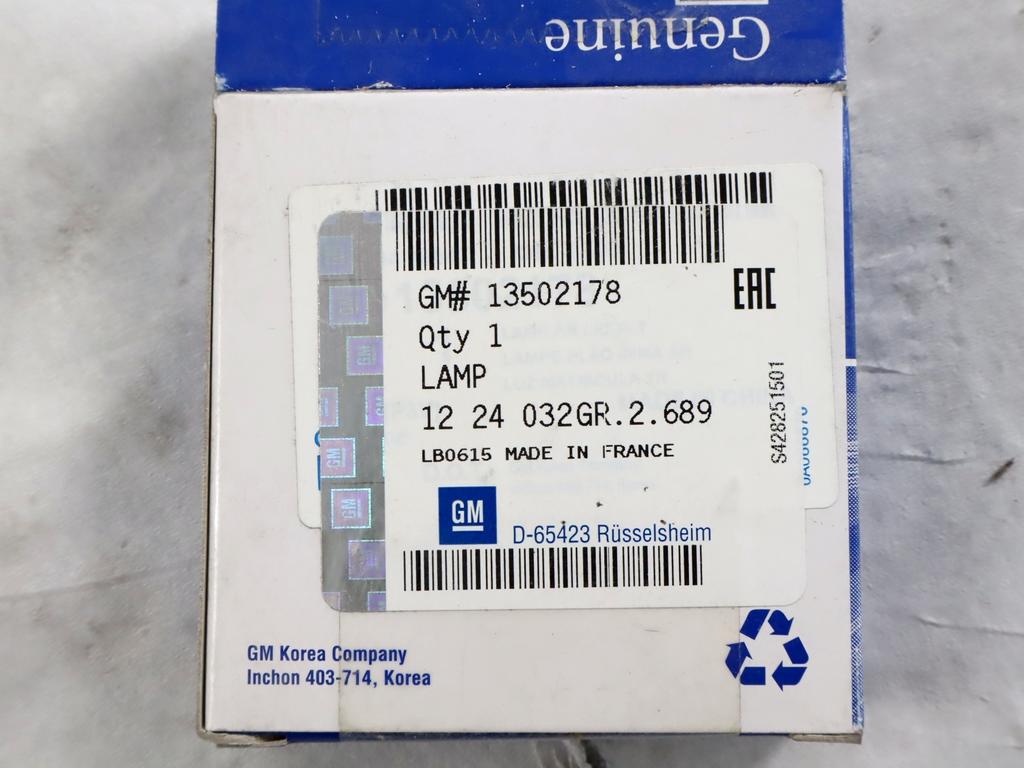 Genuine
GM# 13502178
EAC
Qty 1
LAMP
12 24 032GR.2.689
LB0615 MADE IN FRANCE
S428251501
GM
D-65423 Rüsselsheim
GM Korea Company
Inchon 403-714, Korea